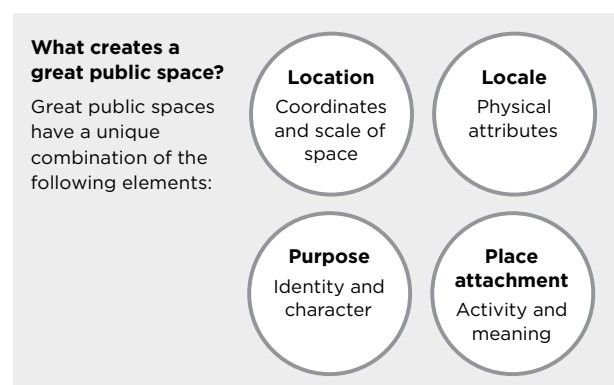 What creates a
great public space?
Great public spaces
have a unique
combination of the
following elements:
Location
Coordinates
and scale of
space
Locale
Physical
attributes
Purpose
Identity and
character
Place
attachment
Activity and
meaning